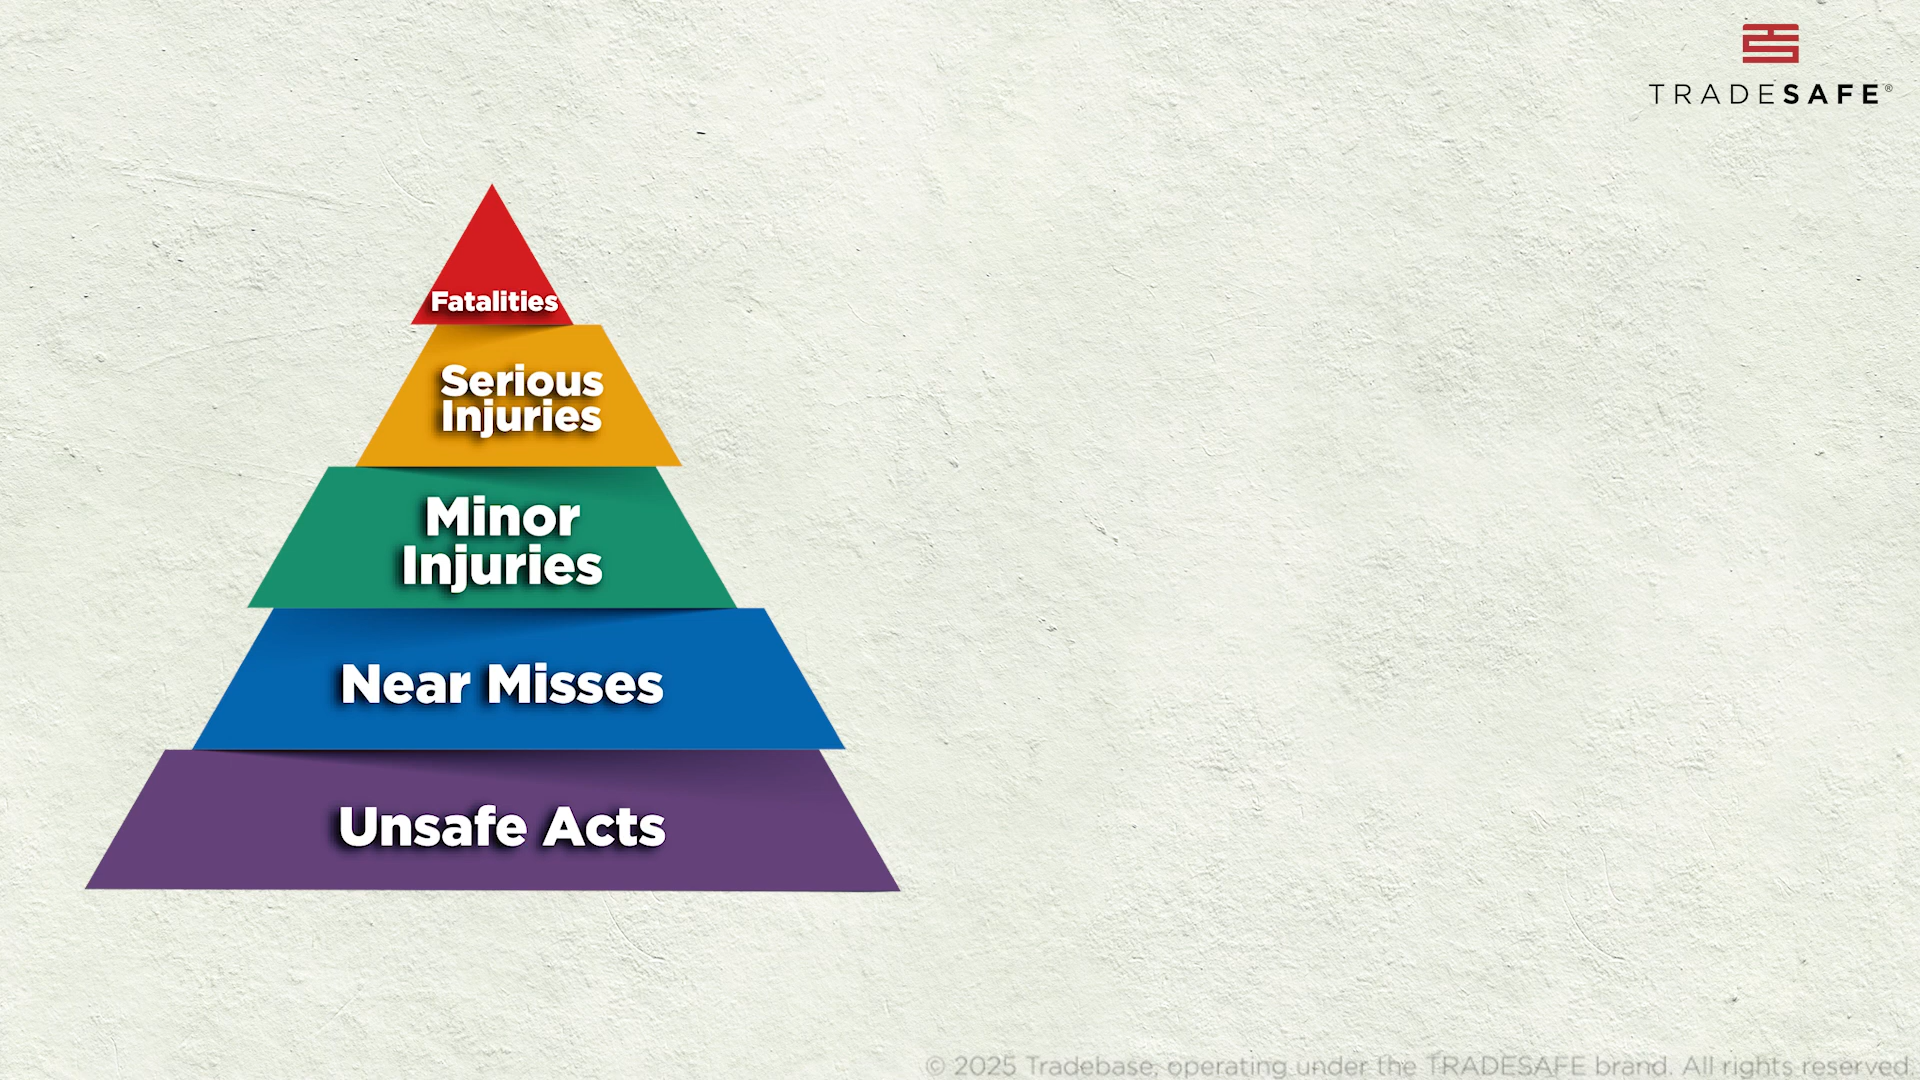 TRADESAFE®
Fatalities
Serious
Injuries
Minor
Injuries
Near Misses
Unsafe Acts
© 2025 Tradebase, operating under the TRADESAFE brand. All rights reserved.